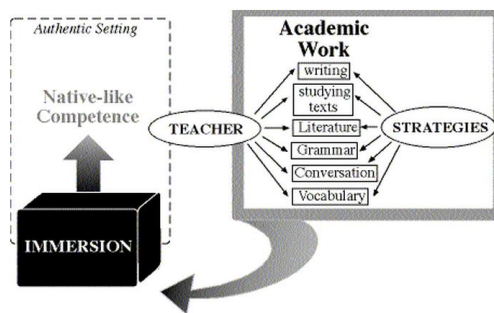 Authentic Setting
Native-like
Competence
IMMERSION
TEACHER
Academic
Work
writing
studying
texts
Literature
Grammar
Conversation
Vocabulary
STRATEGIES